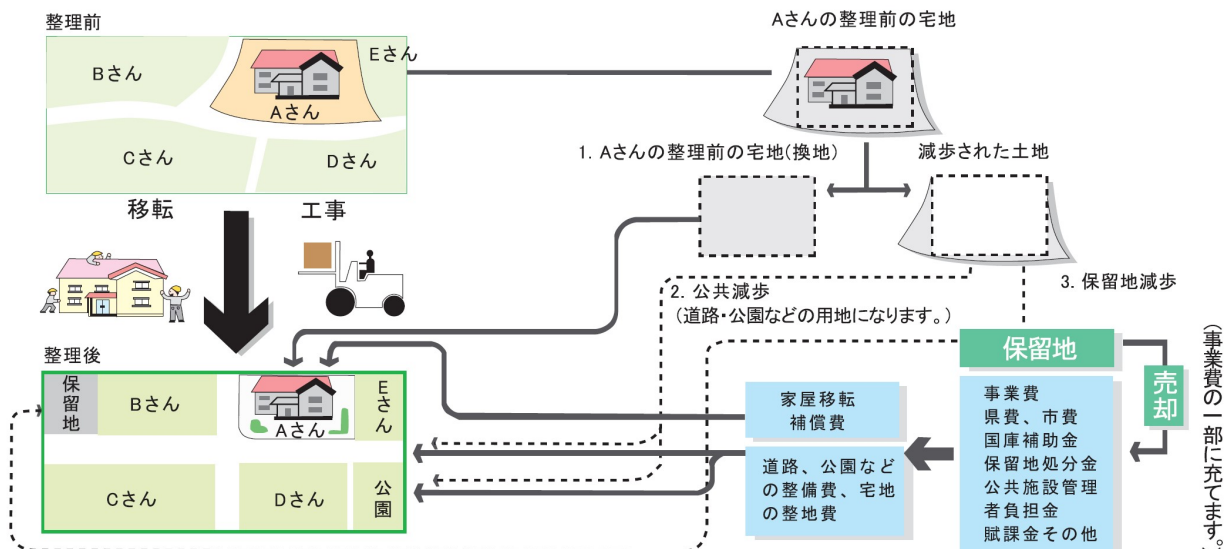 整理前
Bさん
Eさん
Aさん
Cさん
Dさん
移転
工事
整理後
保留地
Bさん
Aさん
Eさん
Cさん
Dさん
公園
Aさんの整理前の宅地
1. Aさんの整理前の宅地(換地)
減歩された土地
2. 公共減歩
(道路・公園などの用地になります。)
3. 保留地減歩
保留地
売却
(事業費の一部に充てます。)
家屋移転
補償費
道路、公園など
の整備費、宅地
の整地費
事業費
県費、市費
国庫補助金
保留地処分金
公共施設管理
者負担金
賦課金その他